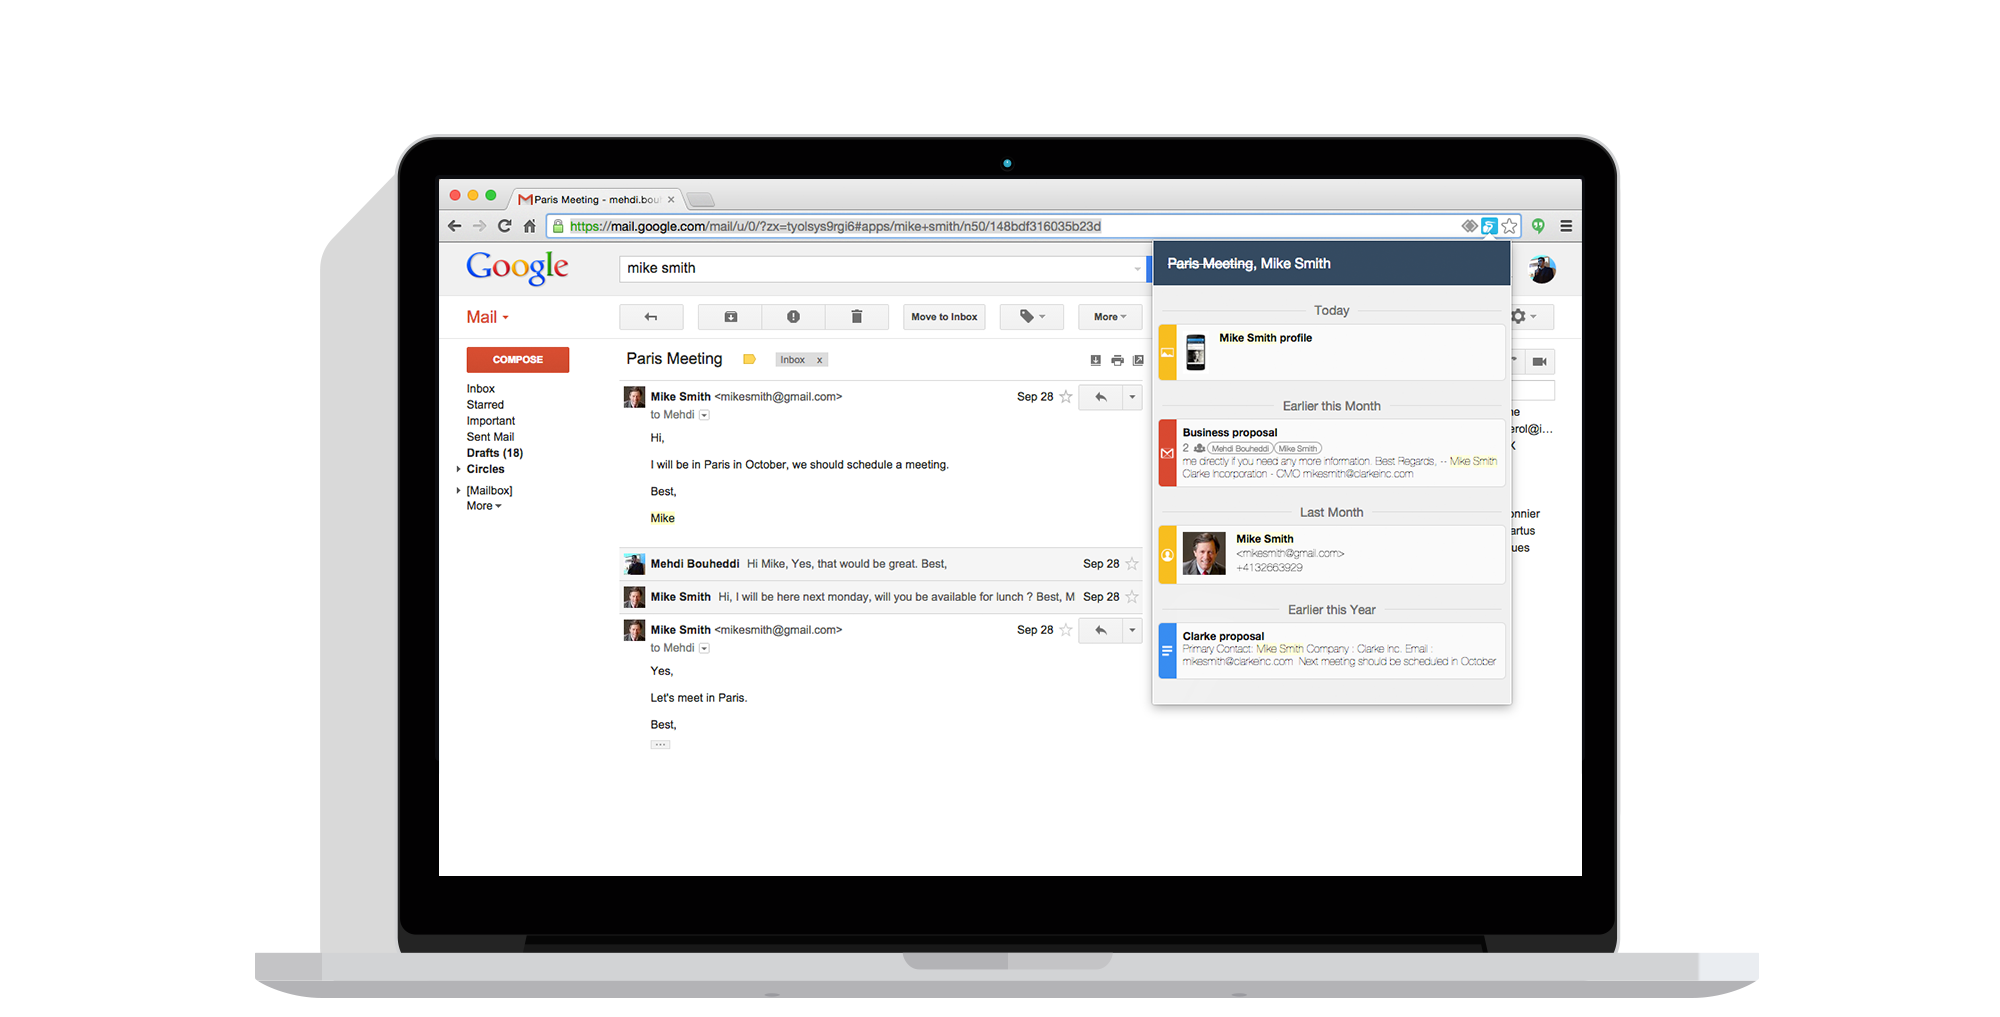 Paris Meeting - mehdi.bou
https://mail.google.com/mail/u/0/?zx=tyolsys9rgi6#apps/mike+smith/n50/148bdf316035b23d
Google
mike smith
Paris Meeting, Mike Smith
Mail
Move to Inbox
More
COMPOSE
Inbox
Starred
Important
Sent Mail
Drafts (18)
Circles
[Mailbox]
More
Paris Meeting
Inbox x
Mike Smith <mikesmith@gmail.com>
Sep 28
to Mehdi
Hi,
I will be in Paris in October, we should schedule a meeting.
Best,
Mike
Mehdi Bouheddi Hi Mike, Yes, that would be great. Best,
Sep 28
Mike Smith Hi, I will be here next monday, will you be available for lunch ? Best, M
Sep 28
Mike Smith <mikesmith@gmail.com>
Sep 28
to Mehdi
Yes,
Let's meet in Paris.
Best,
Today
Mike Smith profile
Earlier this Month
Business proposal
2 Mehdi Bouheddi Mike Smith
me directly if you need any more information. Best Regards, -- Mike Smith
Clarke Incorporation - CMO mikesmith@clarkeinc.com
Last Month
Mike Smith
<mikesmith@gmail.com>
+4132663929
Earlier this Year
Clarke proposal
Primary Contact: Mike Smith Company : Clarke Inc. Email :
mikesmith@clarkeinc.com Next meeting should be scheduled in October
ne
erol@i...
X
onnier
artus
ues